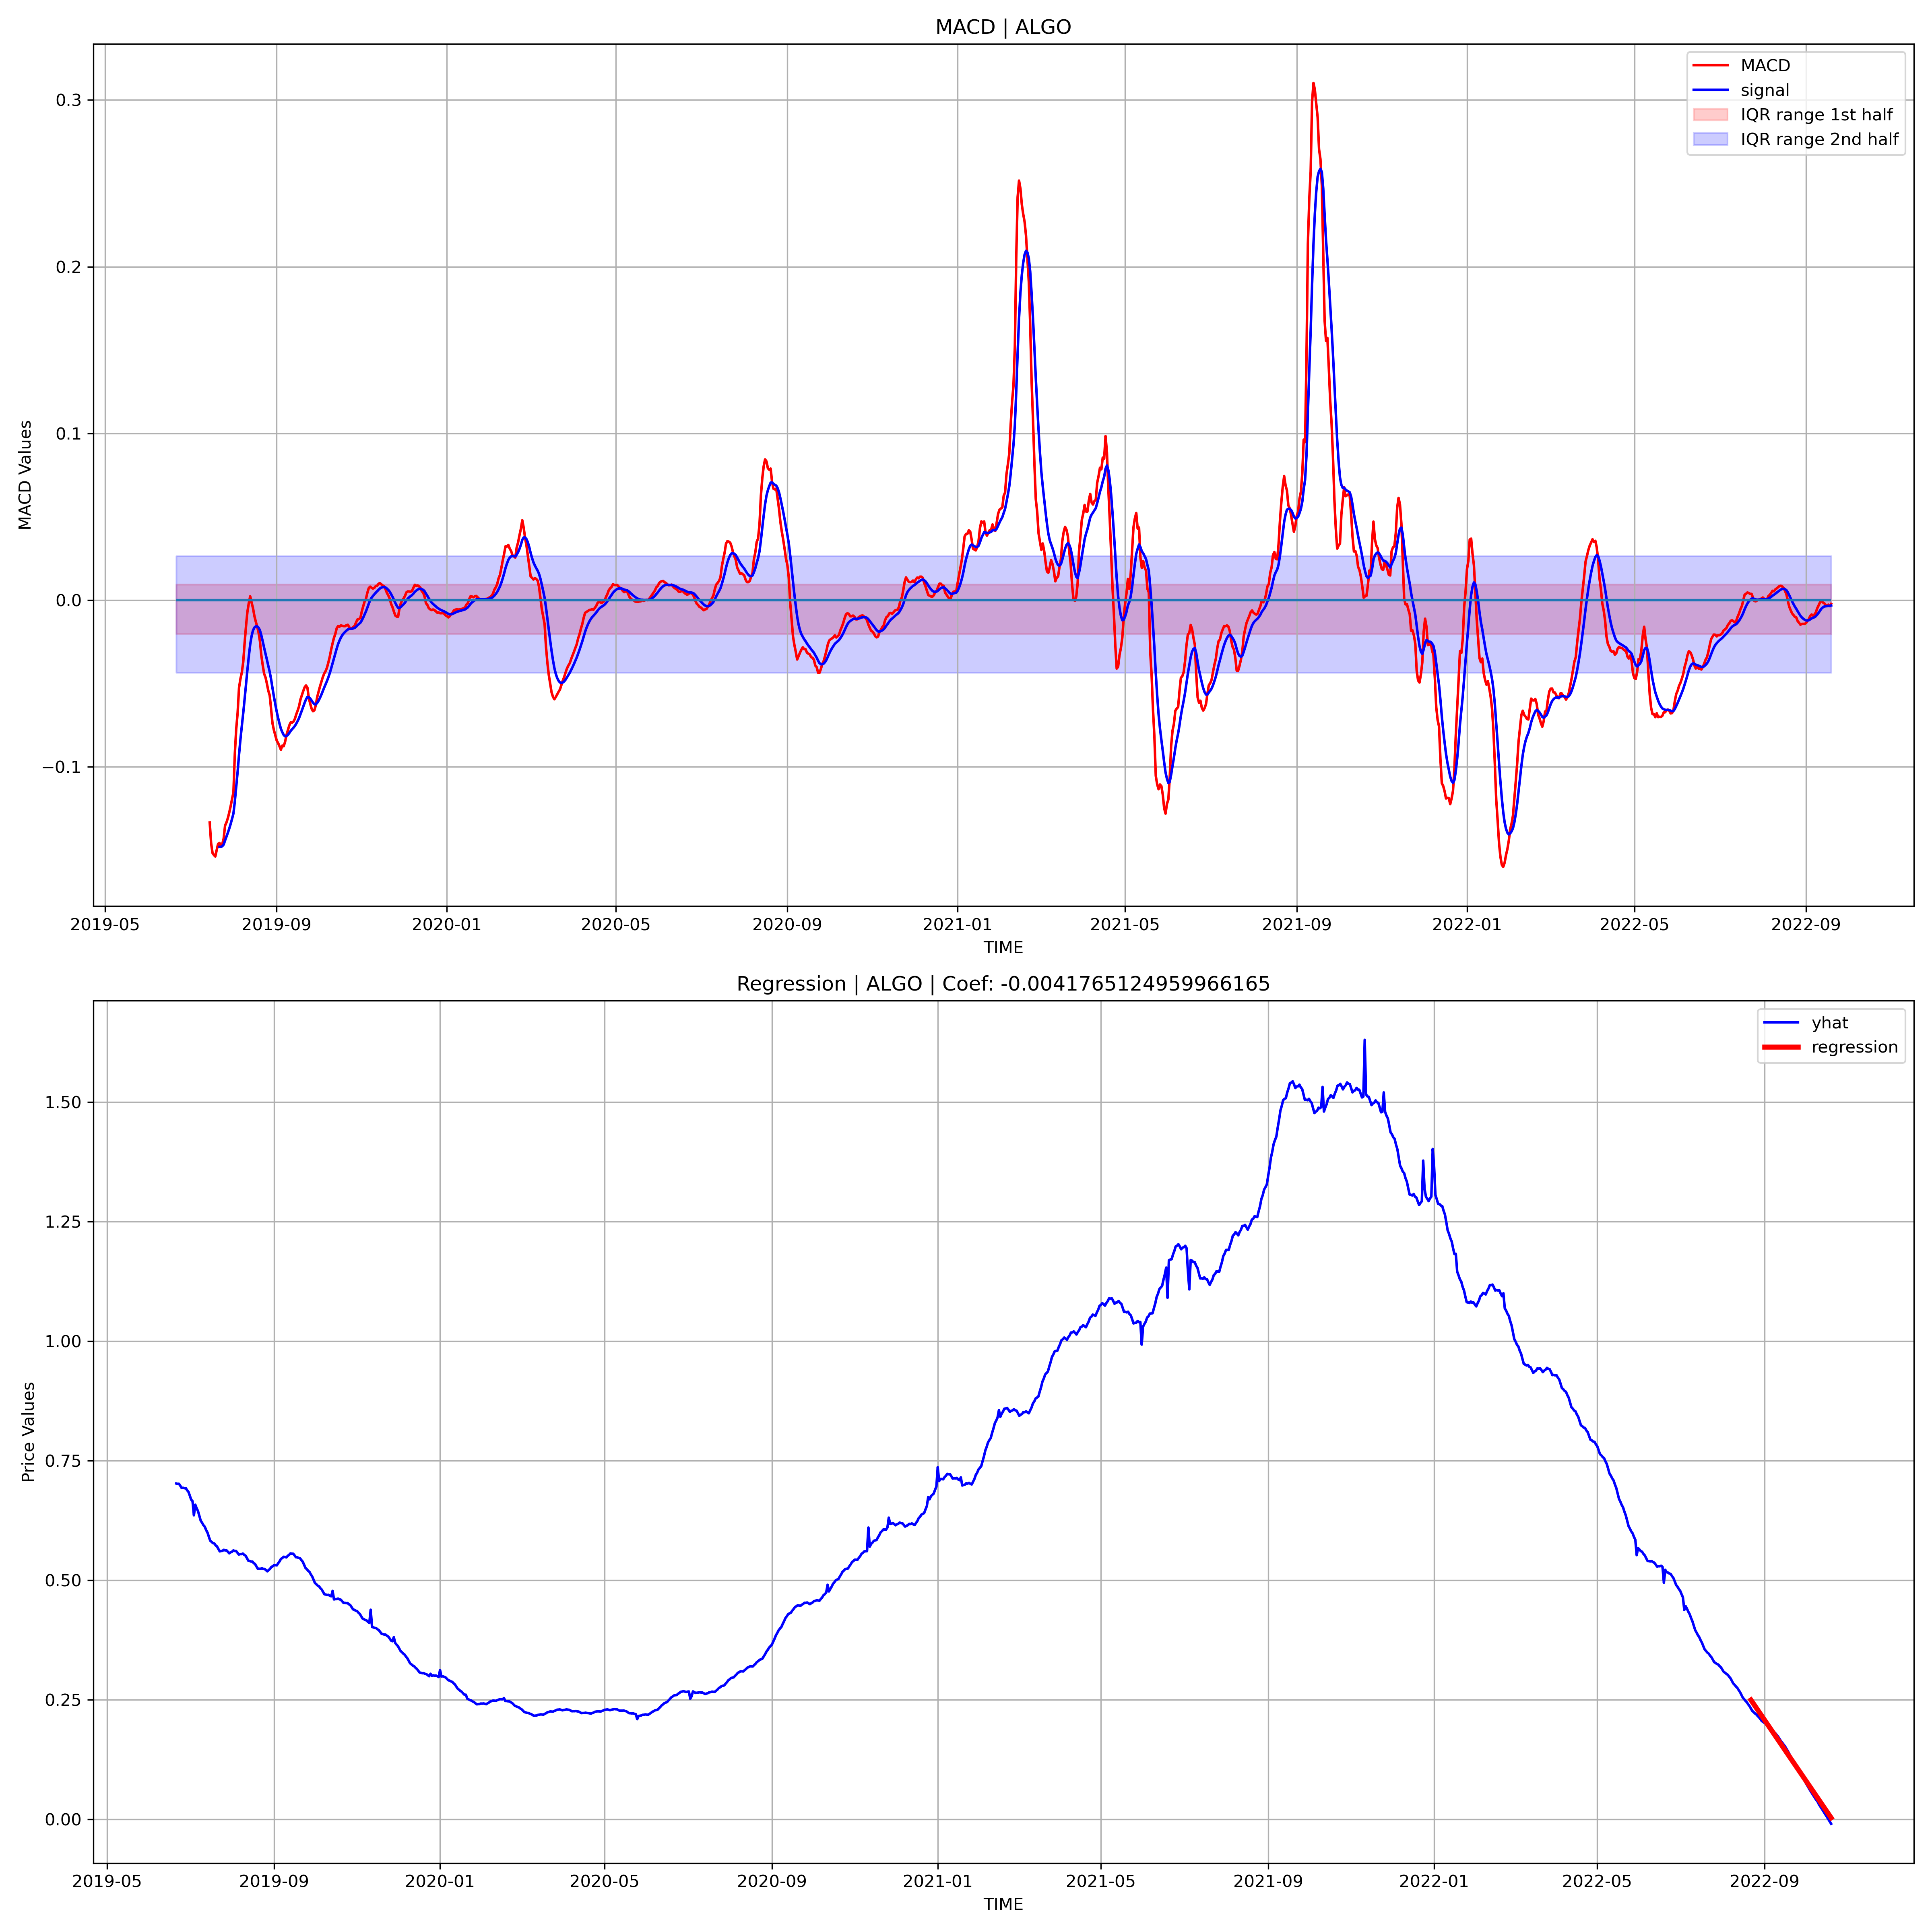 MACD | ALGO
MACD
signal
IQR range 1st half
IQR range 2nd half
MACD Values
0.3
0.2
0.1
0.0
−0.1
2019-05 2019-09 2020-01 2020-05 2020-09 2021-01 2021-05 2021-09 2022-01 2022-05 2022-09
TIME
Regression | ALGO | Coef: -0.0041765124959966165
yhat
regression
Price Values
1.50
1.25
1.00
0.75
0.50
0.25
0.00
2019-05 2019-09 2020-01 2020-05 2020-09 2021-01 2021-05 2021-09 2022-01 2022-05 2022-09
TIME